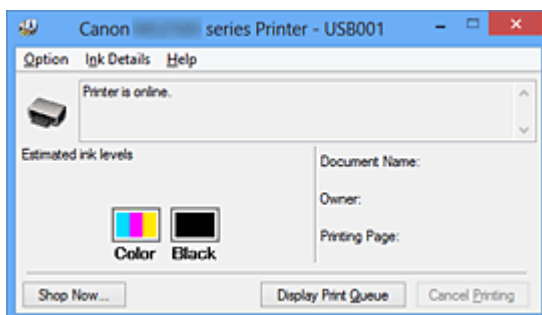 Canon series Printer - USB001
Option Ink Details Help
Printer is online.
Estimated ink levels
Document Name:
Owner:
Printing Page:
Color Black
Shop Now... Display Print Queue Cancel Printing